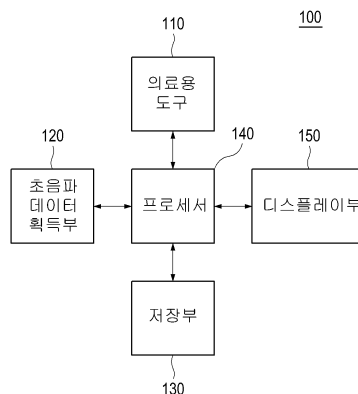 100
110
의료용
도구
120
초음파
데이터
획득부
140
프로세서
150
디스플레이부
저장부
130